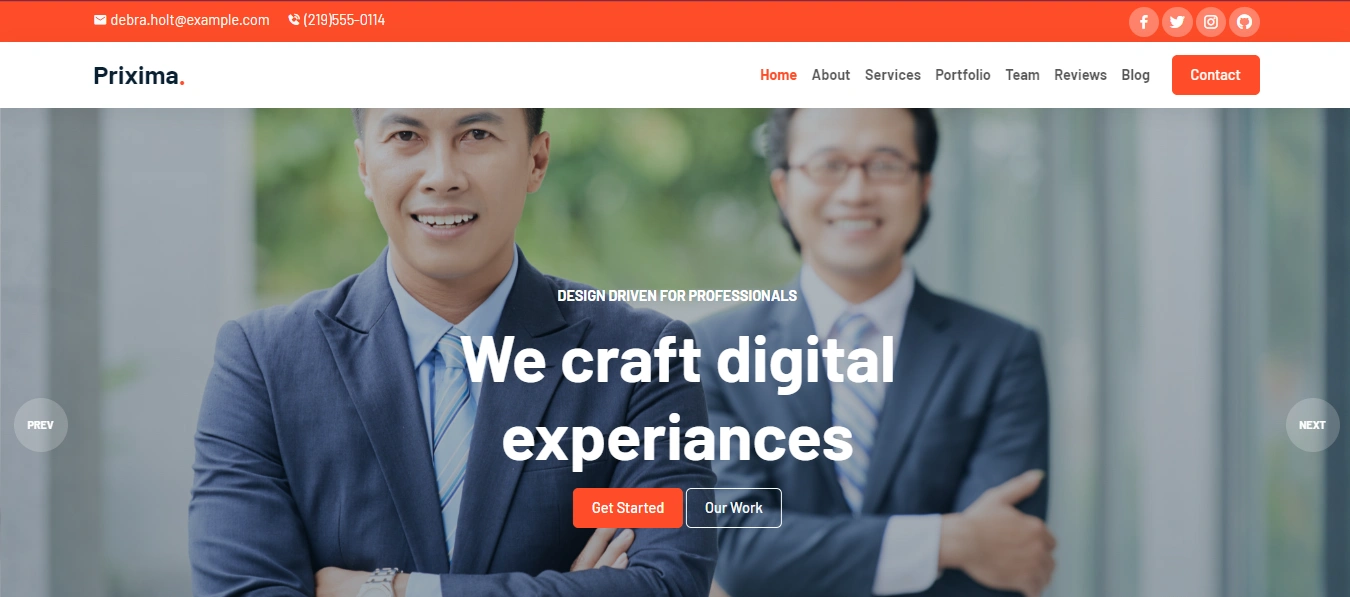 debra.holt@example.com (219)555-0114
Prixima.
Home About Services Portfolio Team Reviews Blog Contact
DESIGN DRIVEN FOR PROFESSIONALS
We craft digital
experiances
PREV
NEXT
Get Started Our Work